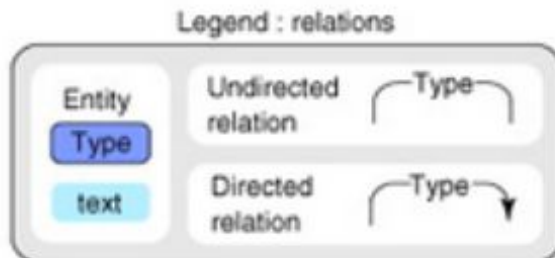 Legend : relations
Entity
Type
text
Undirected
relation
Type
Directed
relation
Type